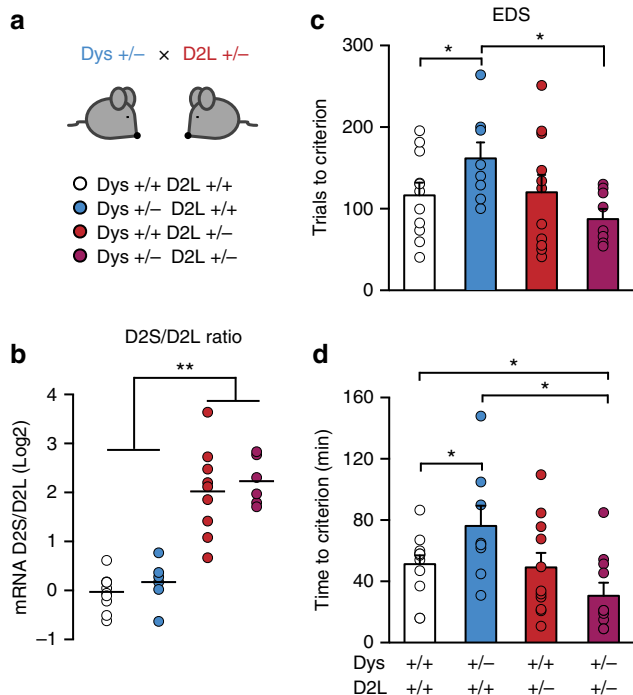 a
Dys +/− × D2L +/−
Dys +/+ D2L +/+
Dys +/− D2L +/+
Dys +/+ D2L +/−
Dys +/− D2L +/−
b
D2S/D2L ratio
**
mRNA D2S/D2L (Log2)
4
3
2
1
0
−1
c
EDS
*
*
Trials to criterion
300
200
100
0
d
*
*
*
Time to criterion (min)
160
120
80
40
0
Dys +/+ +/− +/+ +/−
D2L +/+ +/+ +/− +/−